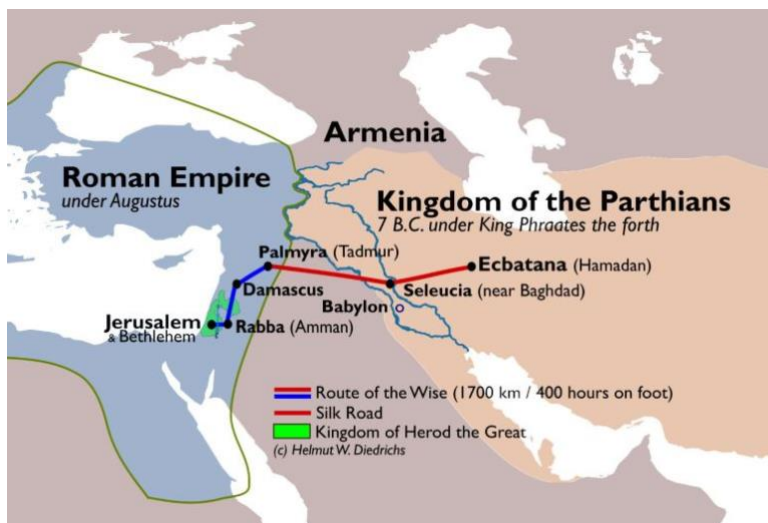 Armenia
Roman Empire
under Augustus
Kingdom of the Parthians
7 B.C. under King Phraates the forth
Palmyra (Tadmur)
Ecbatana (Hamadan)
Damascus
Seleucia (near Baghdad)
Babylon
Jerusalem
& Bethlehem
Rabba (Amman)
Route of the Wise (1700 km / 400 hours on foot)
Silk Road
Kingdom of Herod the Great
(c) Helmut W. Diedrichs